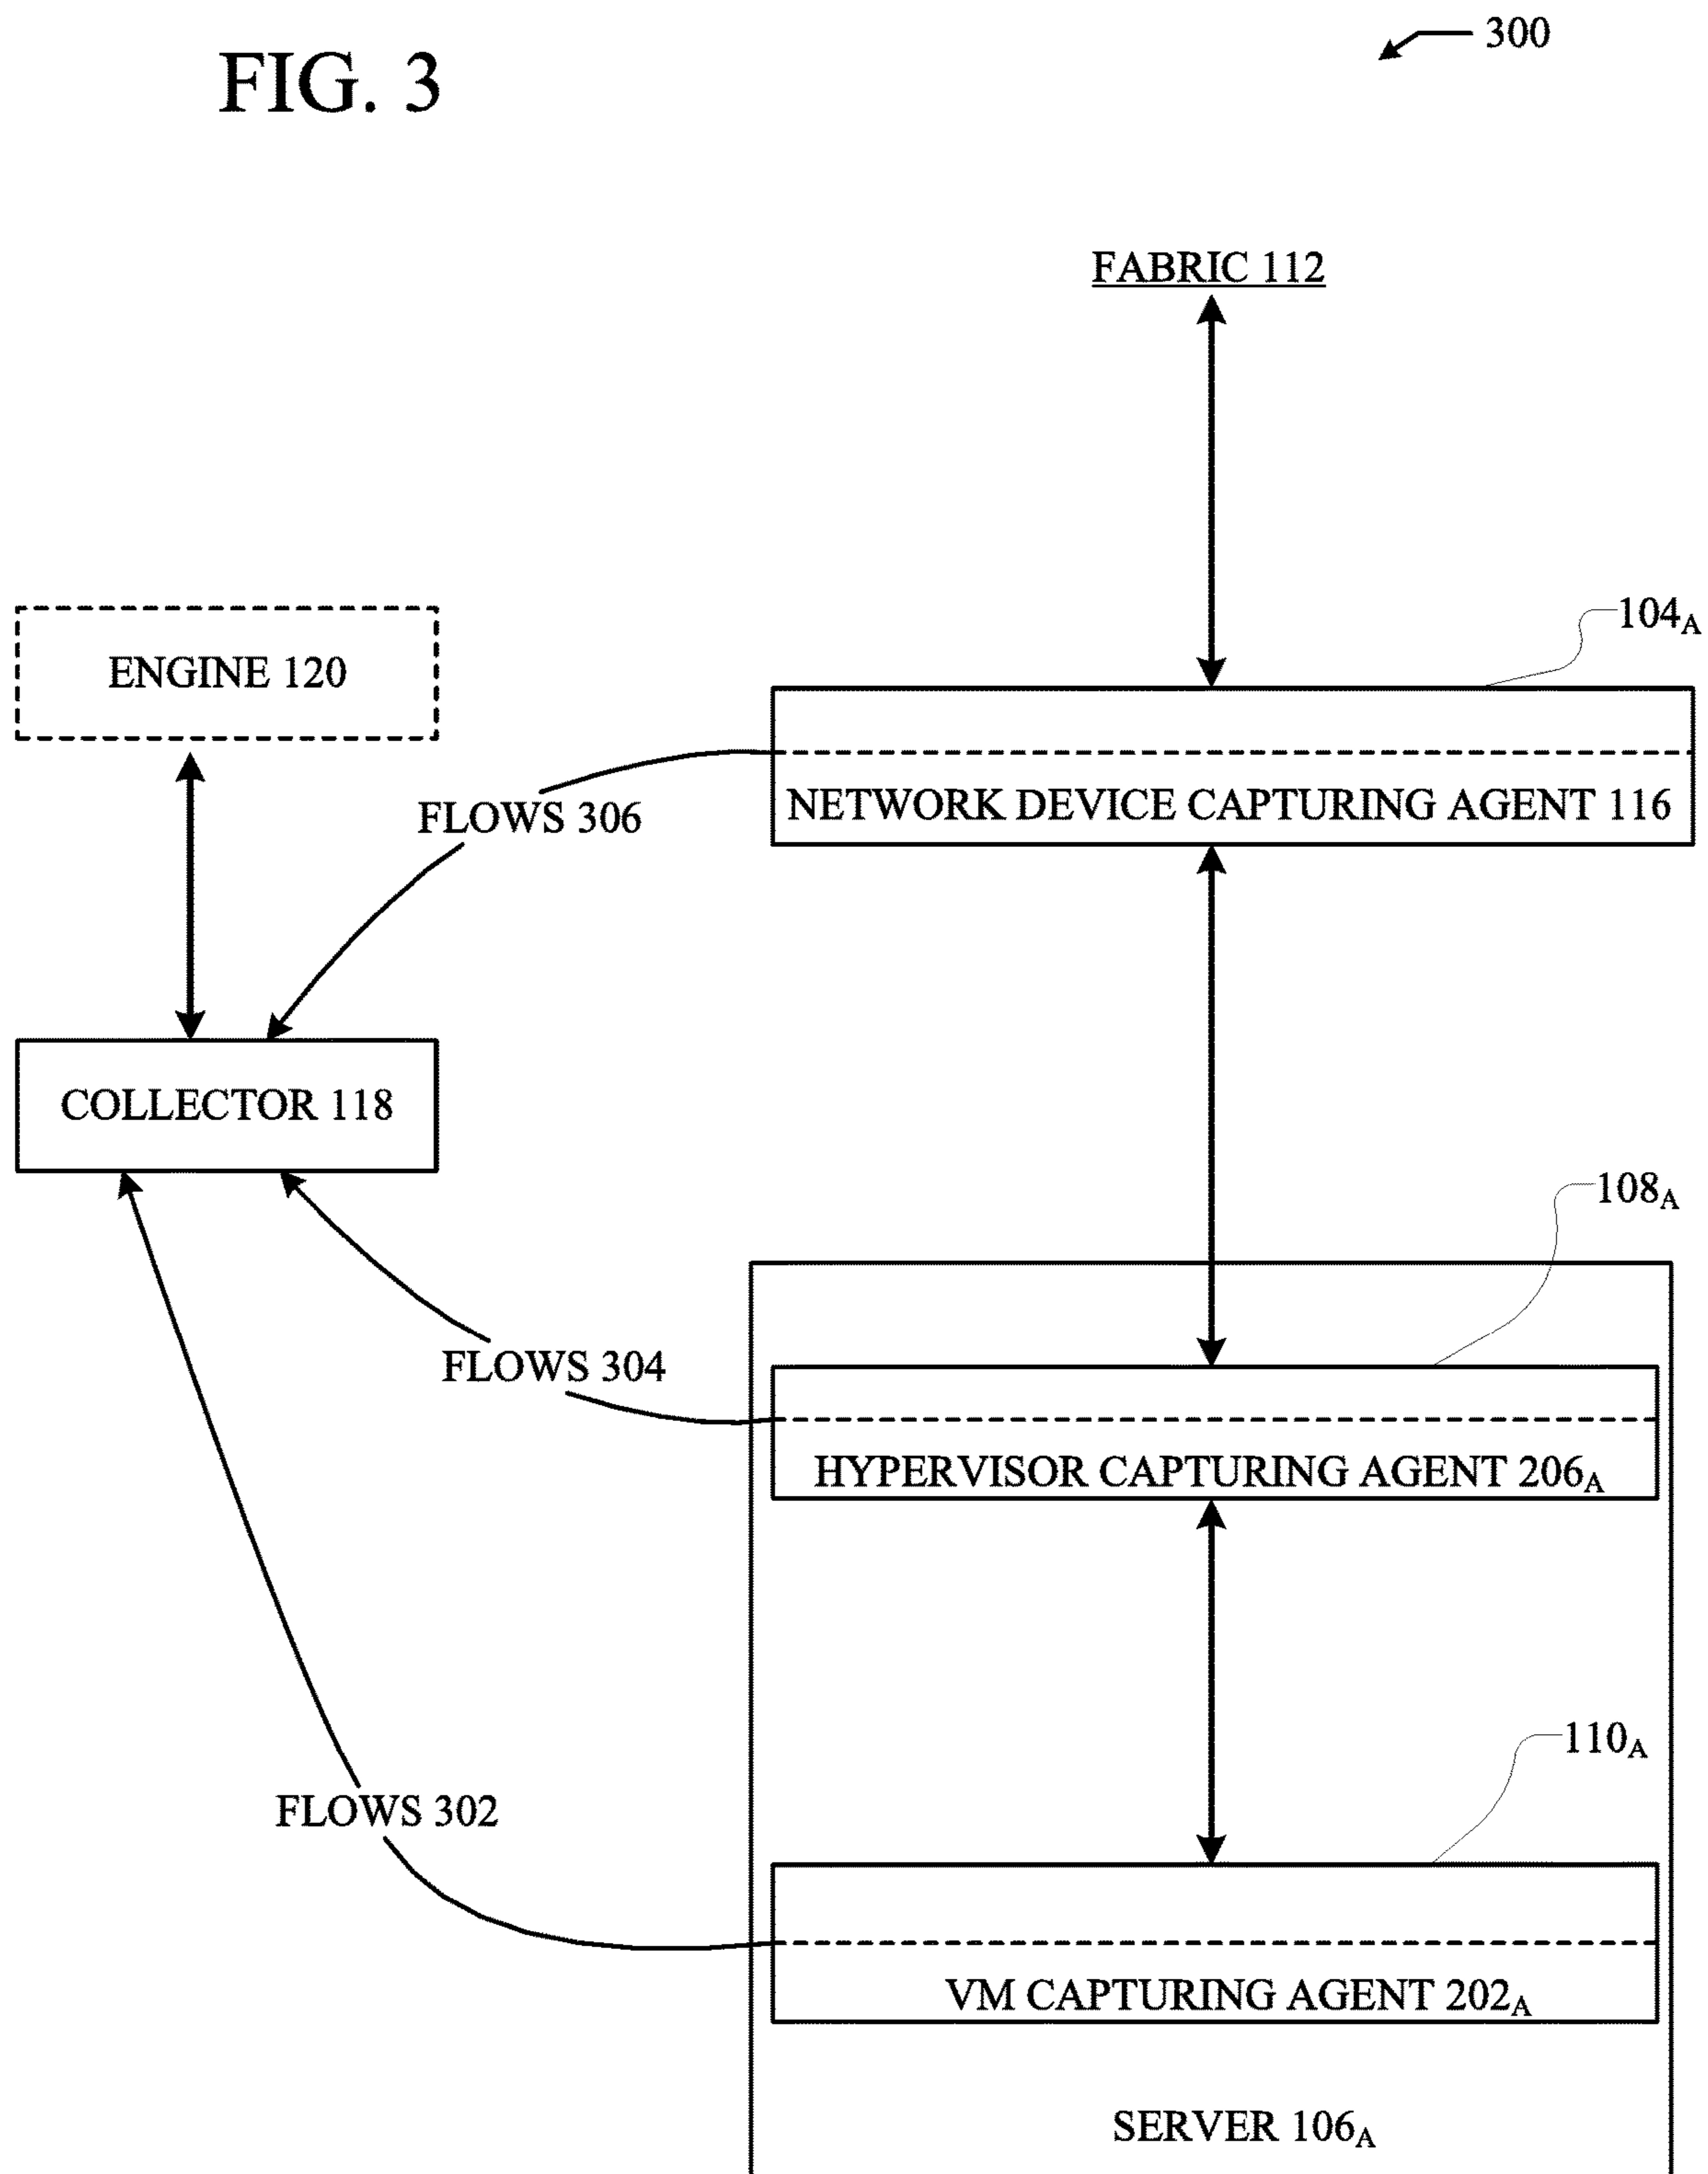 FIG. 3
300
FABRIC 112
104A
ENGINE 120
NETWORK DEVICE CAPTURING AGENT 116
FLOWS 306
COLLECTOR 118
108A
FLOWS 304
HYPERVISOR CAPTURING AGENT 206A
110A
FLOWS 302
VM CAPTURING AGENT 202A
SERVER 106A